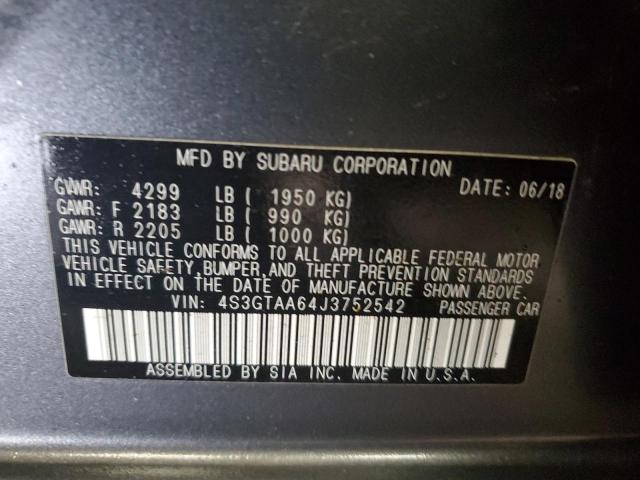 MFD BY SUBARU CORPORATION
GVWR: 4299 LB ( 1950 KG) DATE: 06/18
GAWR: F 2183 LB ( 990 KG)
GAWR: R 2205 LB ( 1000 KG)
THIS VEHICLE CONFORMS TO ALL APPLICABLE FEDERAL MOTOR
VEHICLE SAFETY, BUMPER, AND THEFT PREVENTION STANDARDS
IN EFFECT ON THE DATE OF MANUFACTURE SHOWN ABOVE.
VIN: 4S3GTAA64J3752542 PASSENGER CAR
ASSEMBLED BY SIA INC. MADE IN U.S.A.